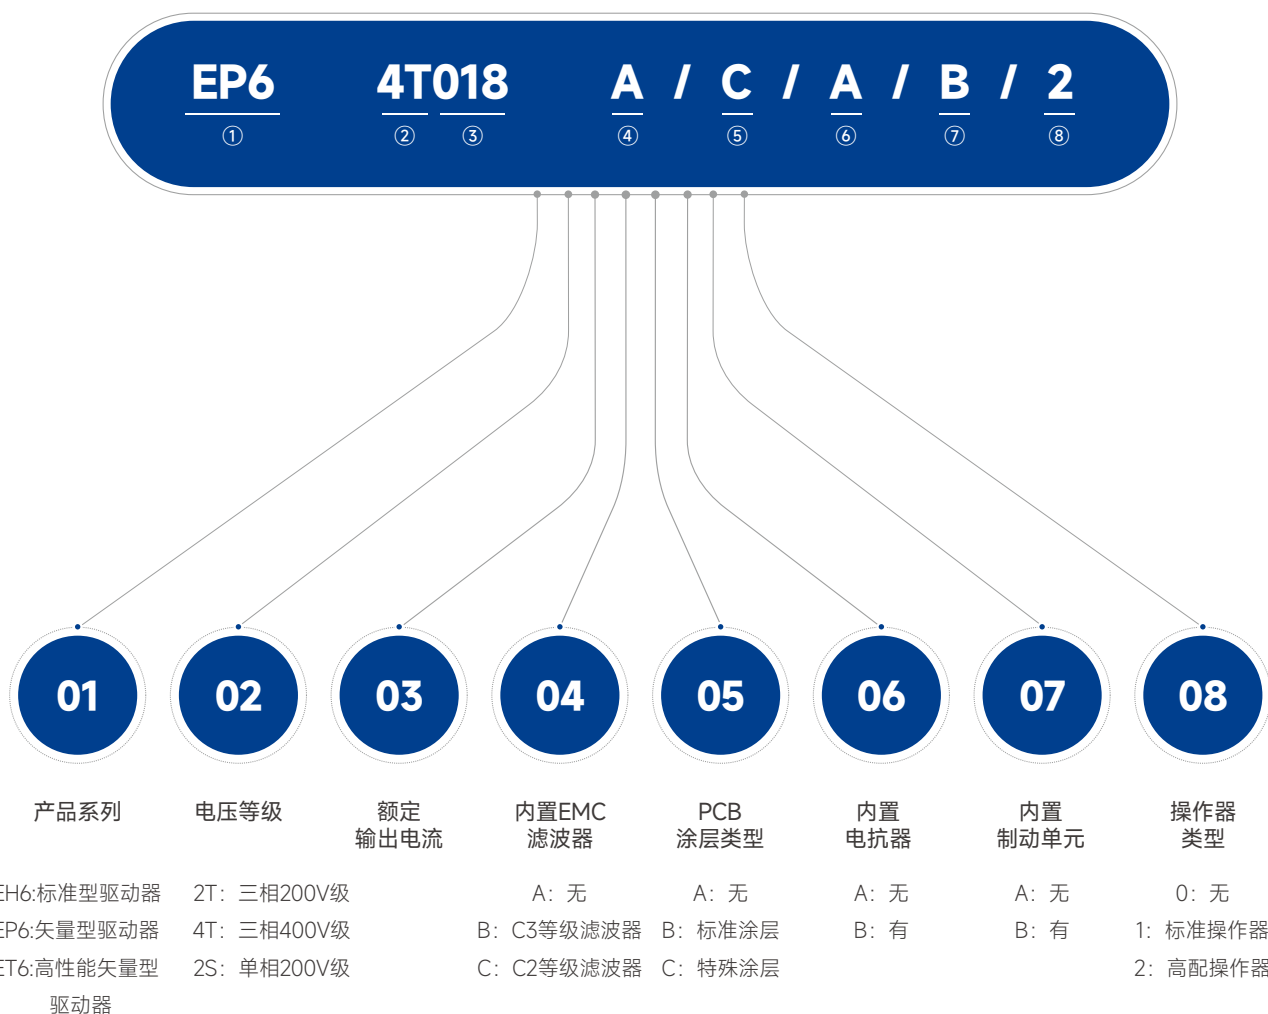 EP6 4T018 A / C / A / B / 2
① ② ③ ④ ⑤ ⑥ ⑦ ⑧
01 02 03 04 05 06 07 08
产品系列
电压等级
额定
输出电流
内置EMC
滤波器
PCB
涂层类型
内置
电抗器
内置
制动单元
操作器
类型
EH6:标准型驱动器
EP6:矢量型驱动器
ET6:高性能矢量型
驱动器
2T：三相200V级
4T：三相400V级
2S：单相200V级
A：无
B：C3等级滤波器
C：C2等级滤波器
A：无
B：标准涂层
C：特殊涂层
A：无
B：有
A：无
B：有
0：无
1：标准操作器
2：高配操作器